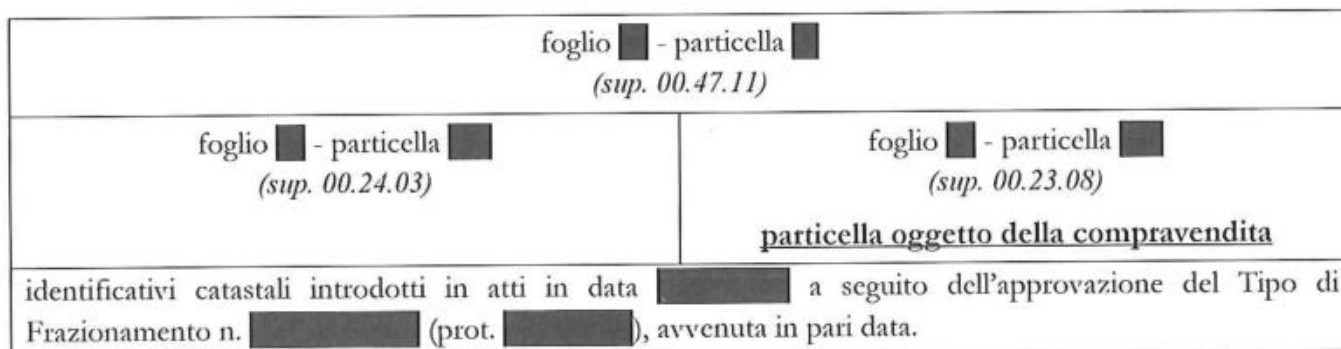 foglio - particella
(sup. 00.47.11)
foglio - particella
(sup. 00.24.03)
foglio - particella
(sup. 00.23.08)
particella oggetto della compravendita
identificativi catastali introdotti in atti in data a seguito dell'approvazione del Tipo di
Frazionamento n. (prot. ), avvenuta in pari data.